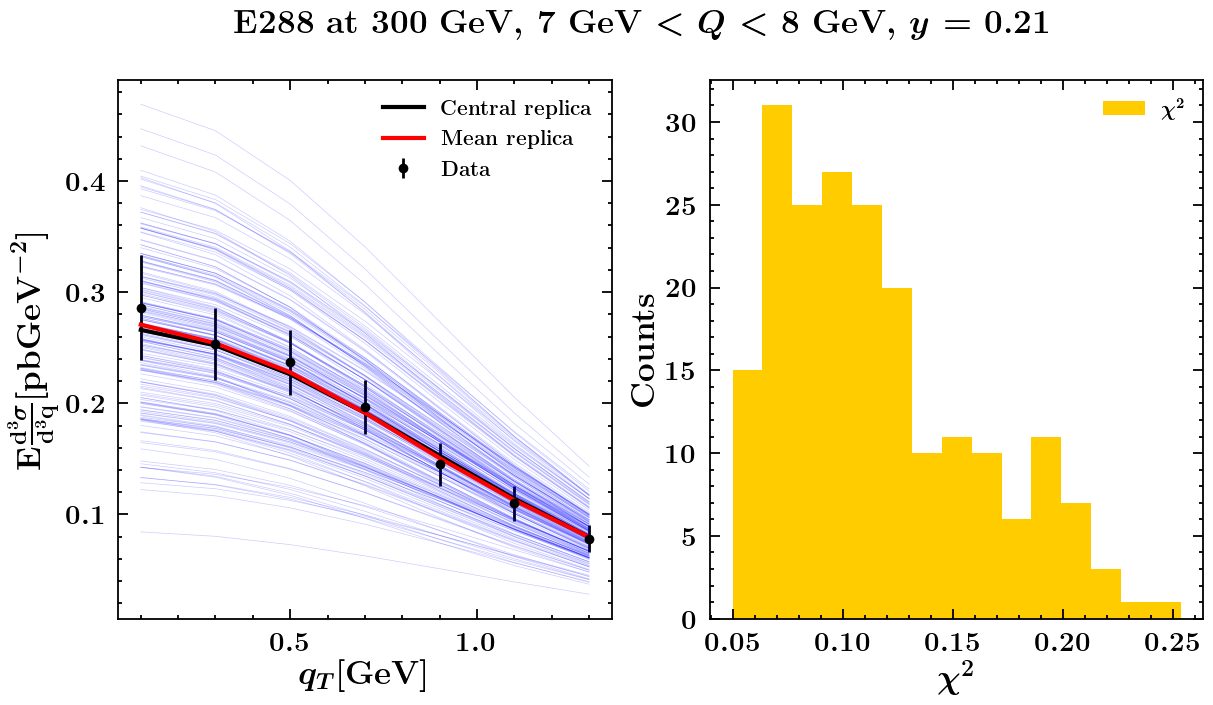 E288 at 300 GeV, 7 GeV < Q < 8 GeV, y = 0.21
Central replica
Mean replica
Data
0.4
0.3
0.2
0.1
0.5 1.0
E d³σ/d³q [pbGeV⁻²]
q_T[GeV]
χ²
30
25
20
15
10
5
0
0.05 0.10 0.15 0.20 0.25
Counts
χ²